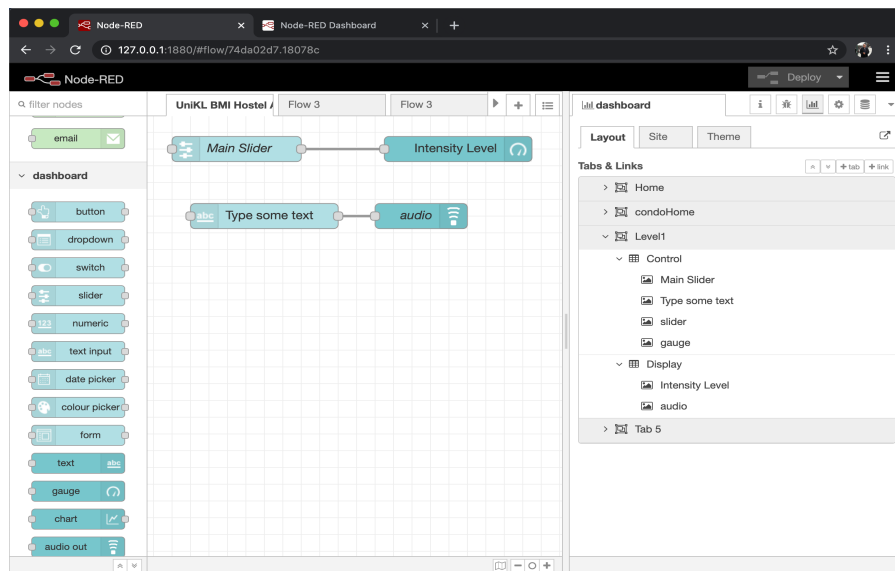 Node-RED
Node-RED Dashboard
127.0.0.1:1880/#flow/74da02d7.18078c
Node-RED
Deploy
filter nodes
UniKL BMI Hostel A
Flow 3
Flow 3
dashboard
i
email
dashboard
button
dropdown
switch
slider
123 numeric
abc text input
date picker
colour picker
form
text abc
gauge
chart
audio out
Main Slider
Intensity Level
abc Type some text
audio
Layout
Site
Theme
Tabs & Links
+tab
+link
Home
condoHome
Level1
Control
Main Slider
Type some text
slider
gauge
Display
Intensity Level
audio
Tab 5